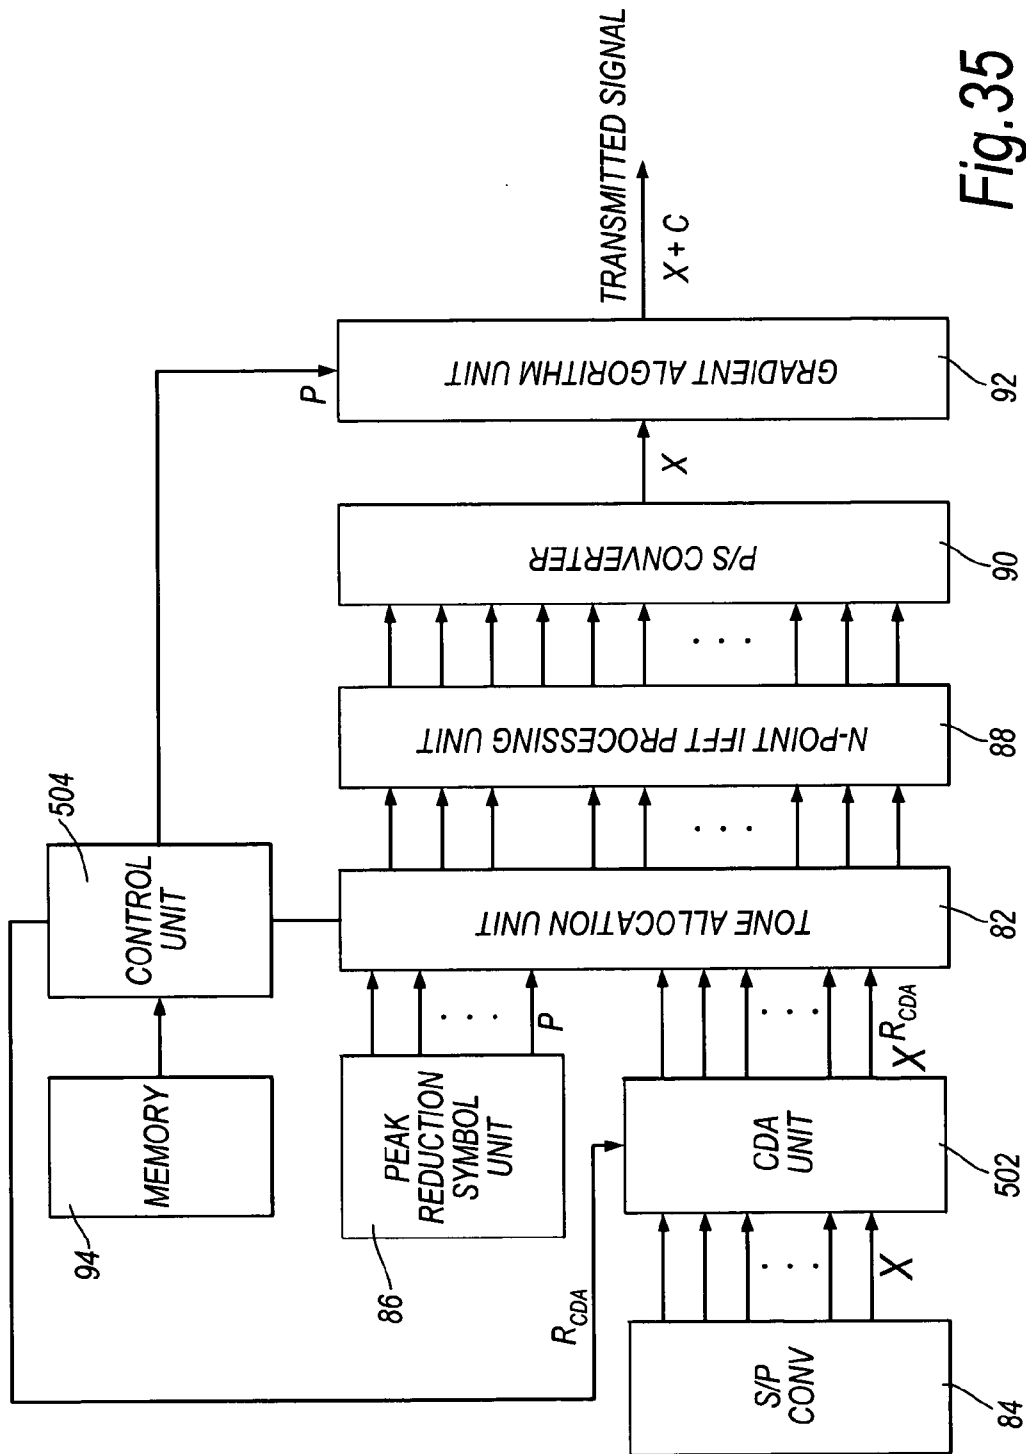 504
CONTROL
UNIT
MEMORY
94
PEAK
REDUCTION
SYMBOL
UNIT
86
P
R_CDA
S/P
CONV
84
X
CDA
UNIT
502
X^R_CDA
. . .
. . .
. . .
TONE ALLOCATION UNIT
82
. . .
N-POINT IFFT PROCESSING UNIT
88
. . .
P/S CONVERTER
90
X
P
GRADIENT ALGORITHM UNIT
92
TRANSMITTED SIGNAL
X + C
Fig.35